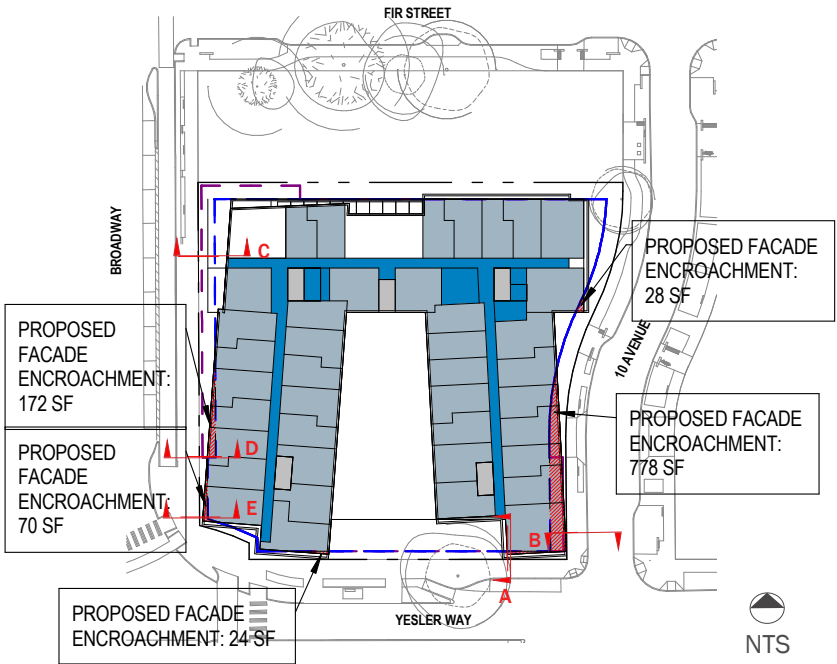 FIR STREET
BROADWAY
C
PROPOSED FACADE
ENCROACHMENT:
28 SF
10 AVENUE
PROPOSED
FACADE
ENCROACHMENT:
172 SF
PROPOSED FACADE
ENCROACHMENT:
778 SF
PROPOSED
FACADE
ENCROACHMENT:
70 SF
D
E
B
A
PROPOSED FACADE
ENCROACHMENT: 24 SF
YESLER WAY
NTS